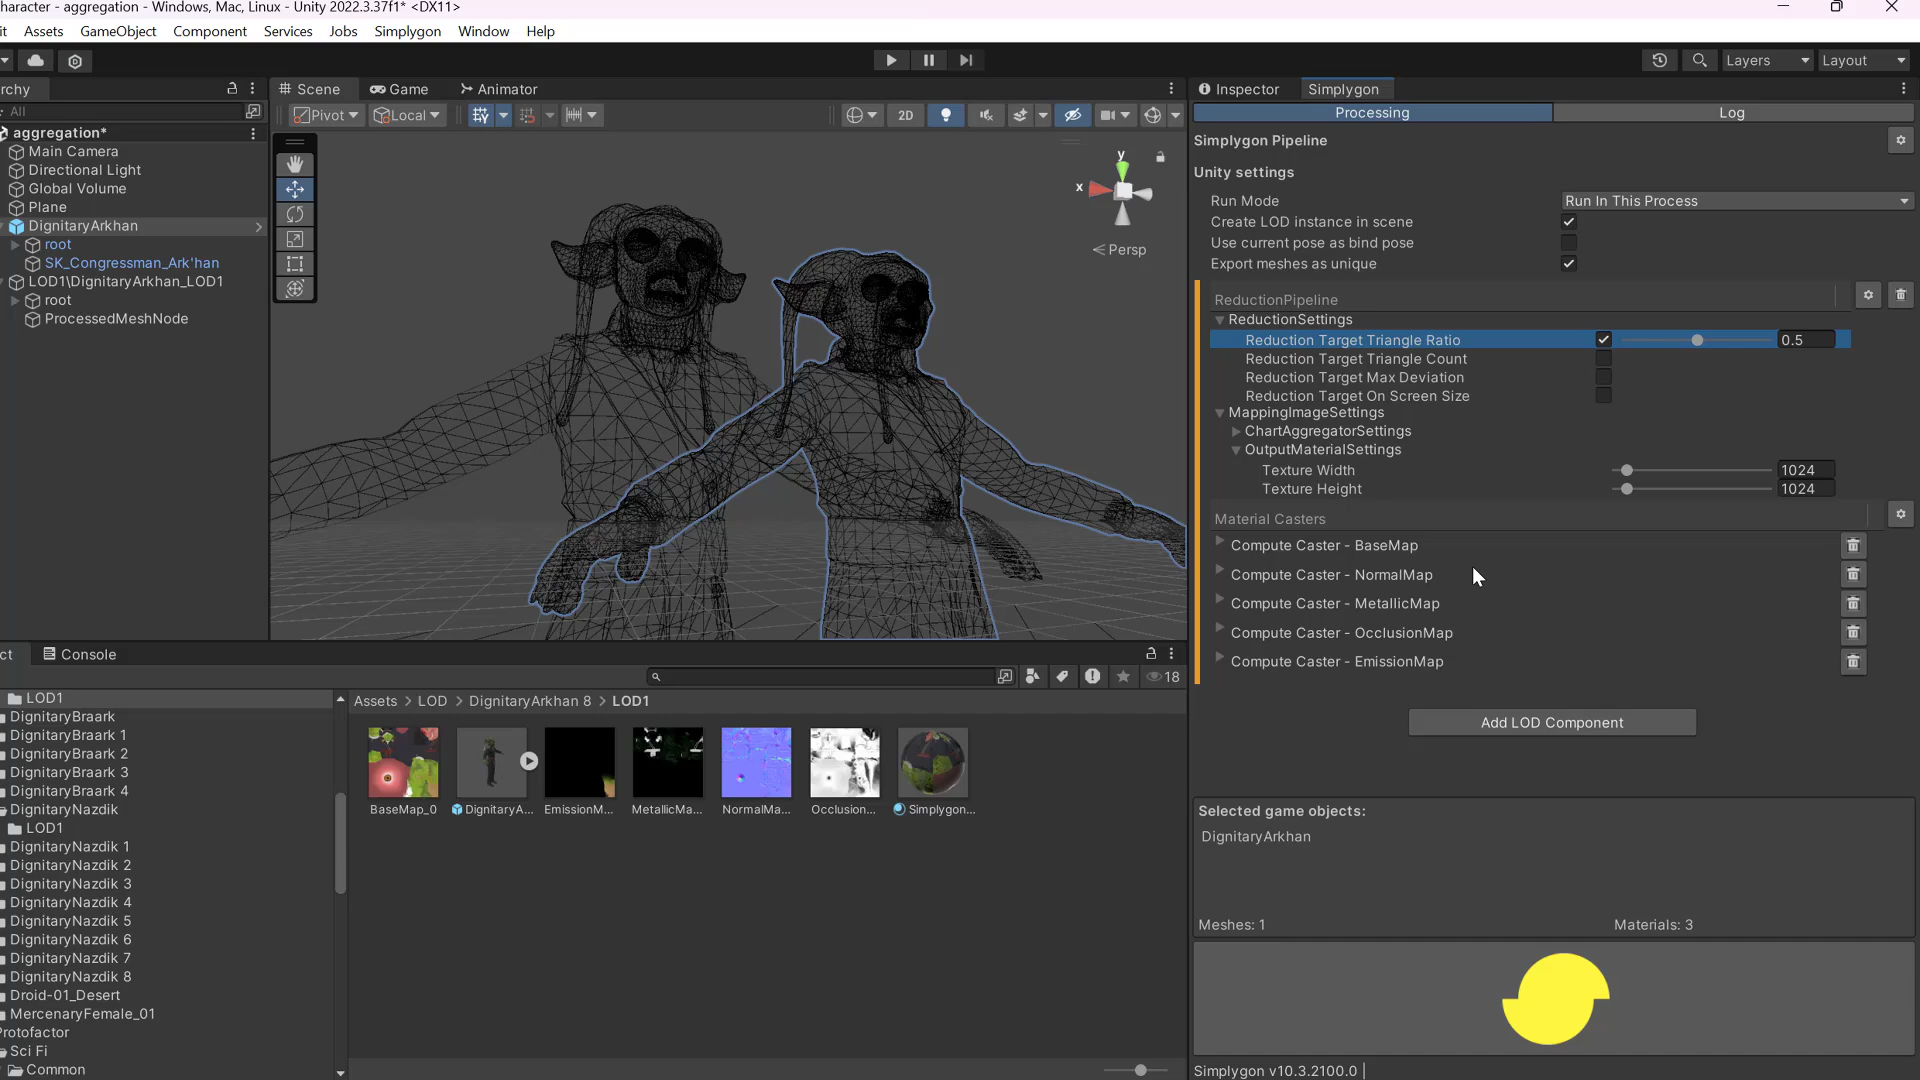 haracter - aggregation - Windows, Mac, Linux - Unity 2022.3.37f1* <DX11>
it Assets GameObject Component Services Jobs Simplygon Window Help
Layers Layout
rchy
Scene Game Animator
Inspector Simplygon
All
Pivot Local 2D
Processing Log
aggregation*
Main Camera
Directional Light
Global Volume
Plane
DignitaryArkhan
root
SK_Congressman_Ark'han
LOD1\DignitaryArkhan_LOD1
root
ProcessedMeshNode
y
x
Persp
Simplygon Pipeline
Unity settings
Run Mode Run In This Process
Create LOD instance in scene
Use current pose as bind pose
Export meshes as unique
ReductionPipeline
ReductionSettings
Reduction Target Triangle Ratio 0.5
Reduction Target Triangle Count
Reduction Target Max Deviation
Reduction Target On Screen Size
MappingImageSettings
ChartAggregatorSettings
OutputMaterialSettings
Texture Width 1024
Texture Height 1024
Material Casters
Compute Caster - BaseMap
Compute Caster - NormalMap
Compute Caster - MetallicMap
Compute Caster - OcclusionMap
Compute Caster - EmissionMap
Add LOD Component
Selected game objects:
DignitaryArkhan
Meshes: 1 Materials: 3
Simplygon v10.3.2100.0 |
ct Console
18
LOD1
DignitaryBraark
DignitaryBraark 1
DignitaryBraark 2
DignitaryBraark 3
DignitaryBraark 4
DignitaryNazdik
LOD1
DignitaryNazdik 1
DignitaryNazdik 2
DignitaryNazdik 3
DignitaryNazdik 4
DignitaryNazdik 5
DignitaryNazdik 6
DignitaryNazdik 7
DignitaryNazdik 8
Droid-01_Desert
MercenaryFemale_01
Protofactor
Sci Fi
Common
Assets > LOD > DignitaryArkhan 8 > LOD1
BaseMap_0 DignitaryA... EmissionM... MetallicMa... NormalMa... Occlusion... Simplygon...